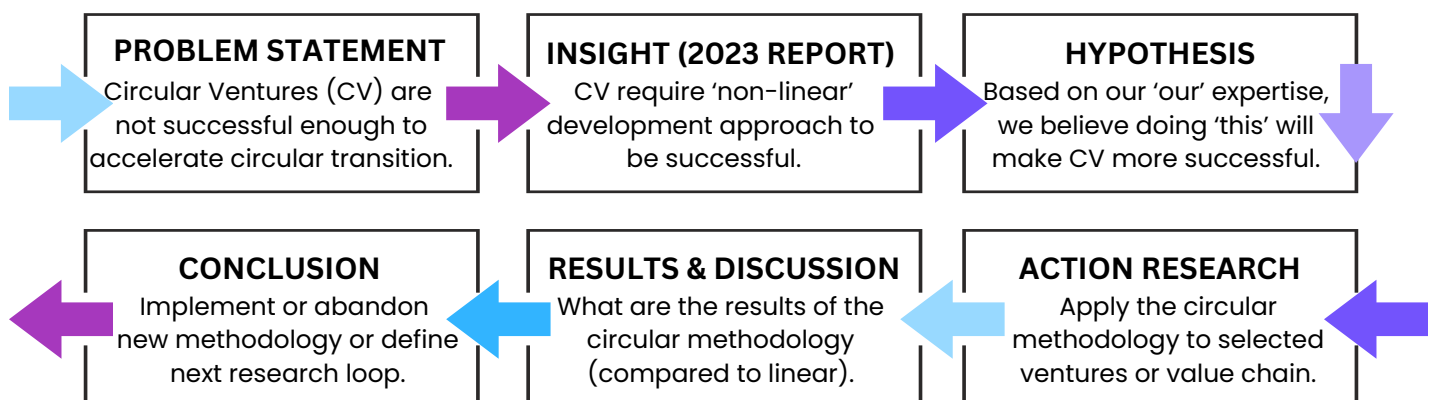 PROBLEM STATEMENT
Circular Ventures (CV) are
not successful enough to
accelerate circular transition.
INSIGHT (2023 REPORT)
CV require ‘non-linear’
development approach to
be successful.
HYPOTHESIS
Based on our ‘our’ expertise,
we believe doing ‘this’ will
make CV more successful.
ACTION RESEARCH
Apply the circular
methodology to selected
ventures or value chain.
RESULTS & DISCUSSION
What are the results of the
circular methodology
(compared to linear).
CONCLUSION
Implement or abandon
new methodology or define
next research loop.